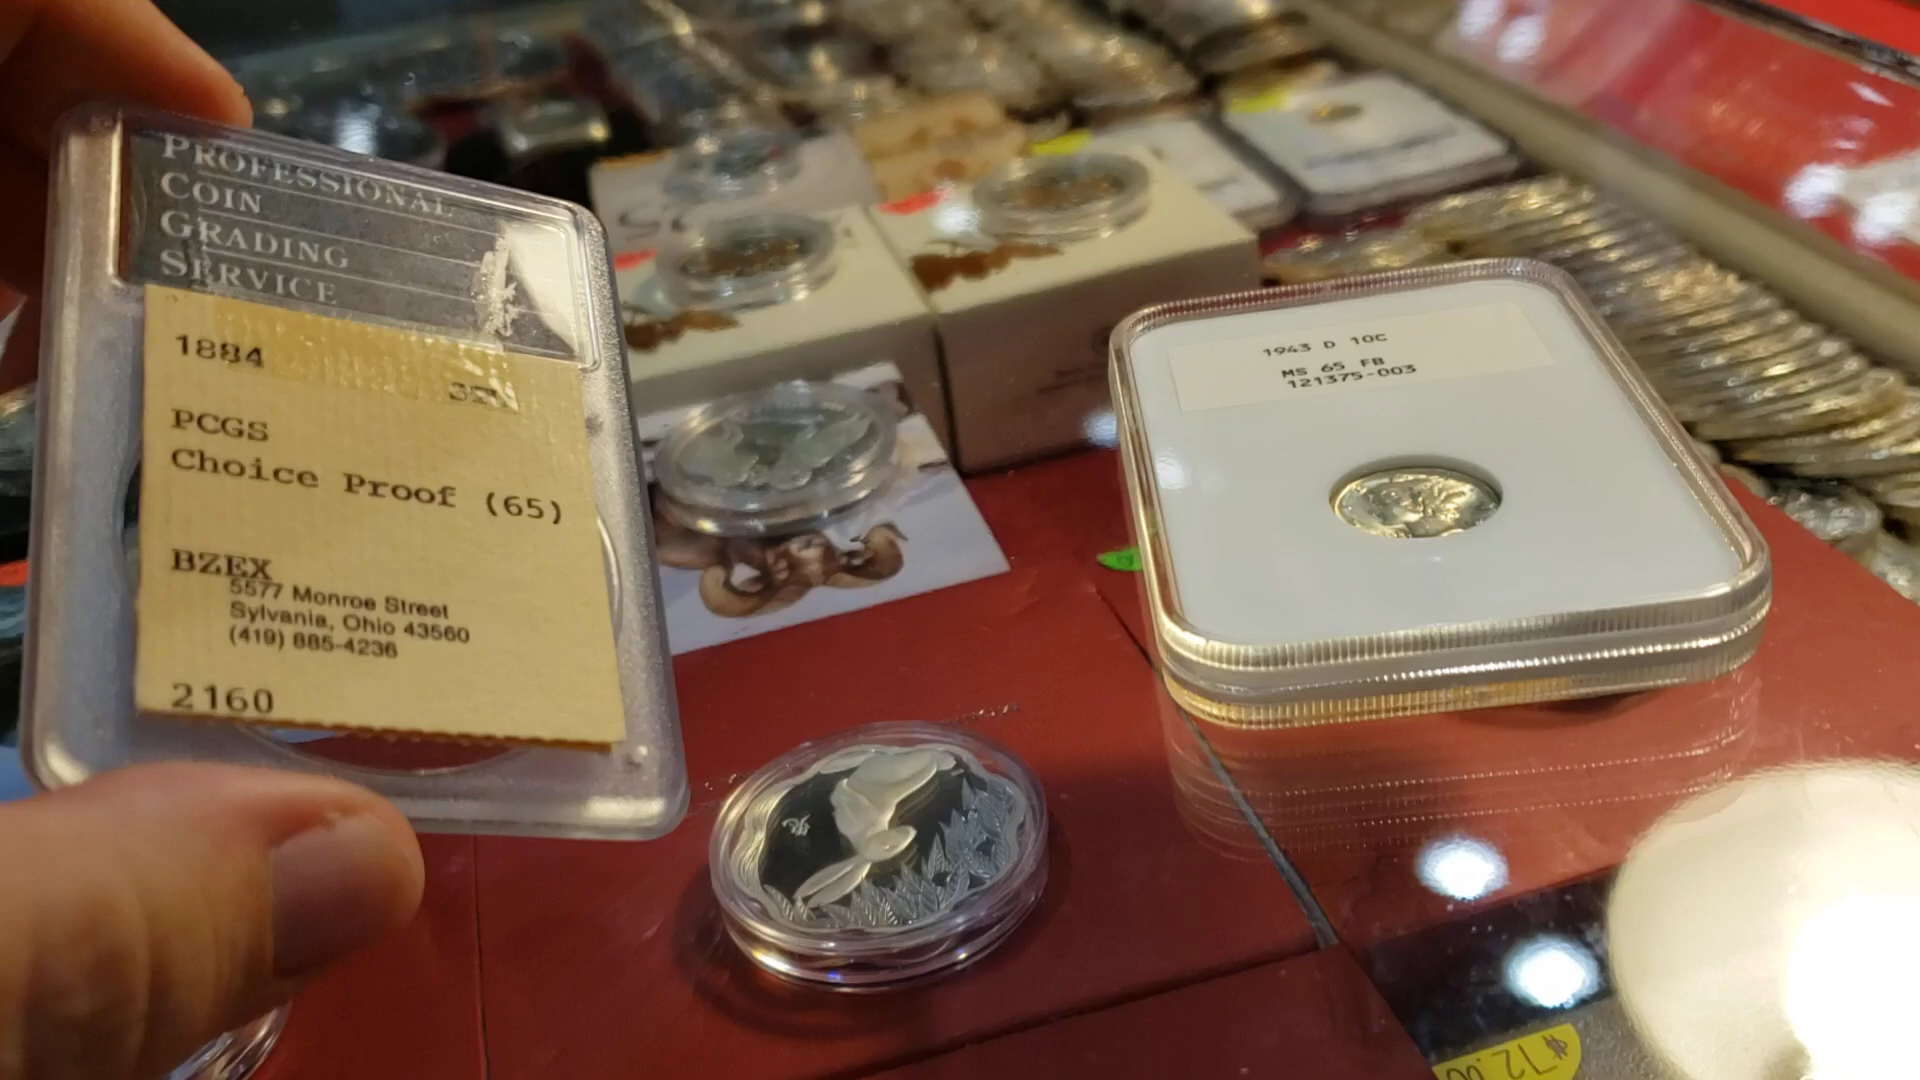 PROFESSIONAL
COIN
GRADING
SERVICE
1884
PCGS
Choice Proof (65)
BZEX
5577 Monroe Street
Sylvania, Ohio 43560
(419) 885-4236
2160
1943 D 10C
MS 65 FB
121375-003